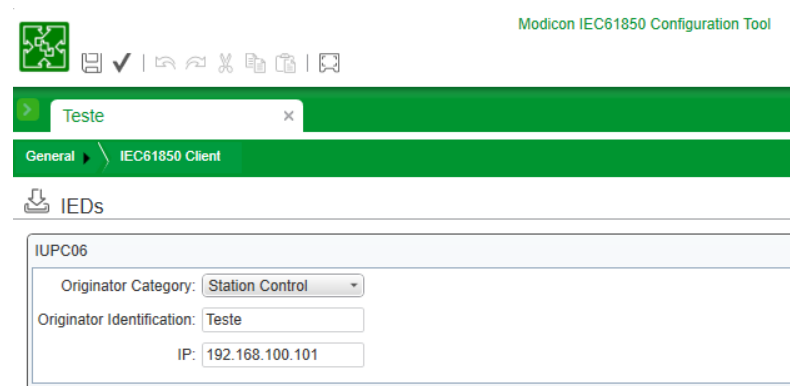 Modicon IEC61850 Configuration Tool
Teste
General IEC61850 Client
IEDs
IUPC06
Originator Category: Station Control
Originator Identification: Teste
IP: 192.168.100.101